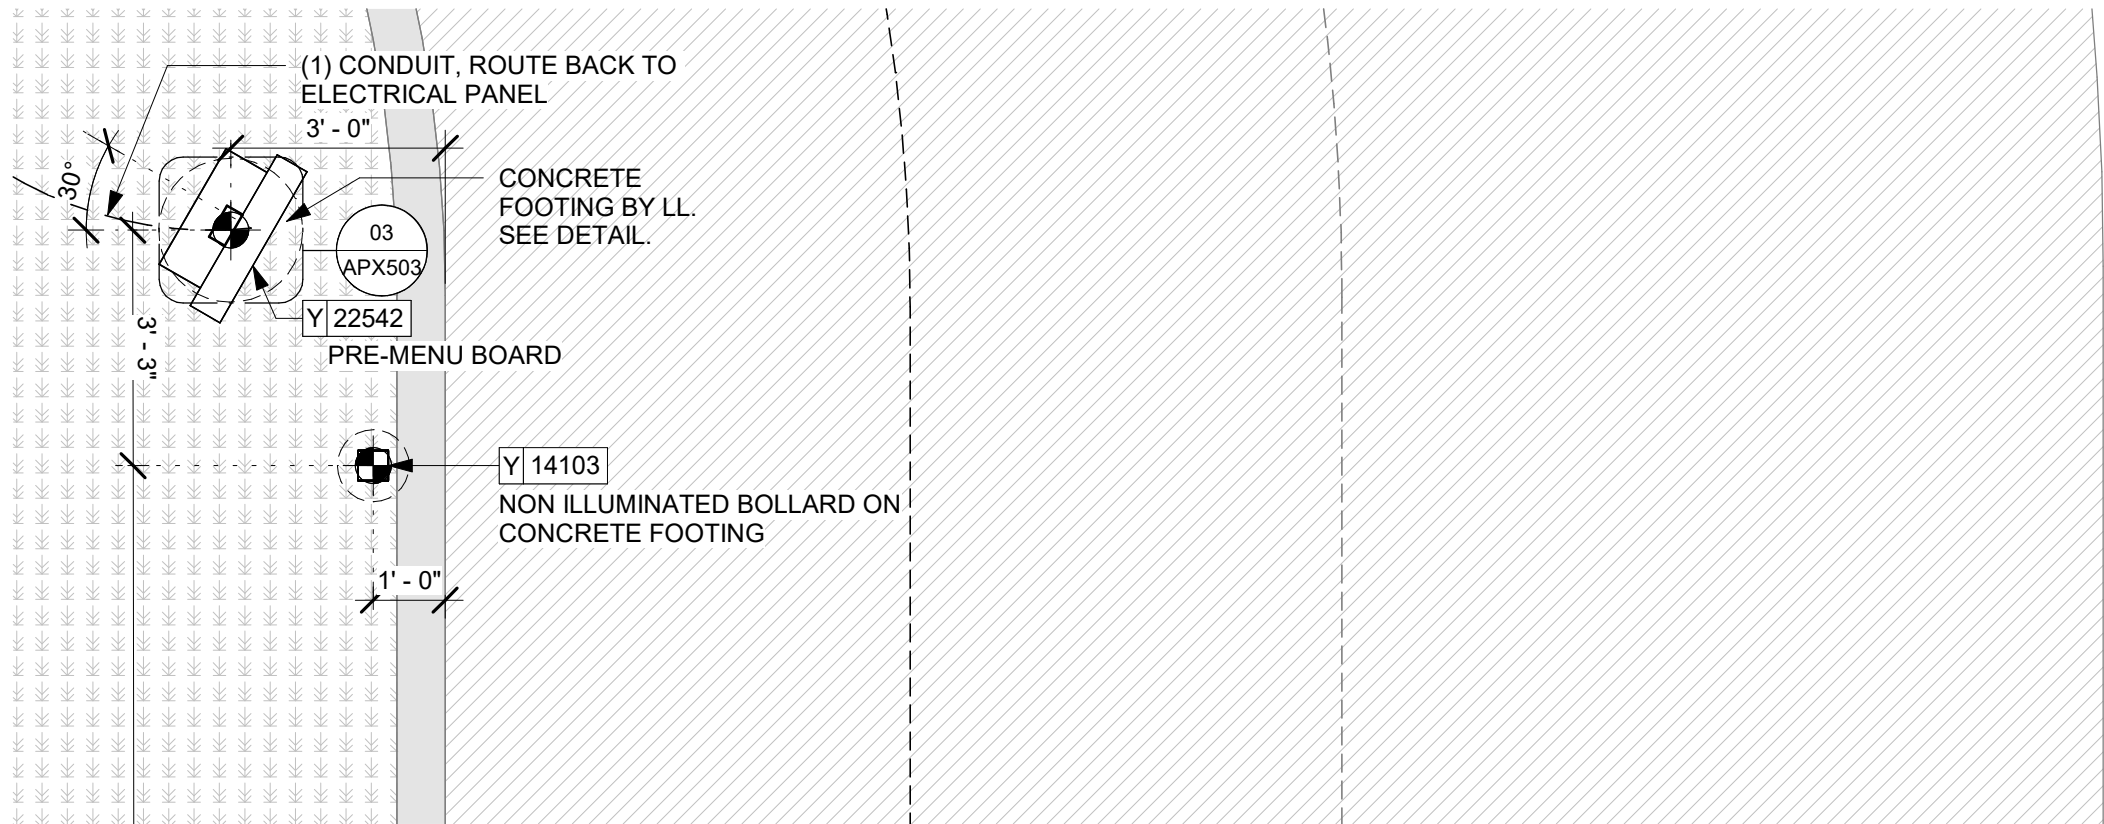 (1) CONDUIT, ROUTE BACK TO
ELECTRICAL PANEL
3' - 0"
30°
CONCRETE
FOOTING BY LL.
SEE DETAIL.
03
APX503
Y 22542
3' - 3"
PRE-MENU BOARD
Y 14103
NON ILLUMINATED BOLLARD ON
CONCRETE FOOTING
1' - 0"